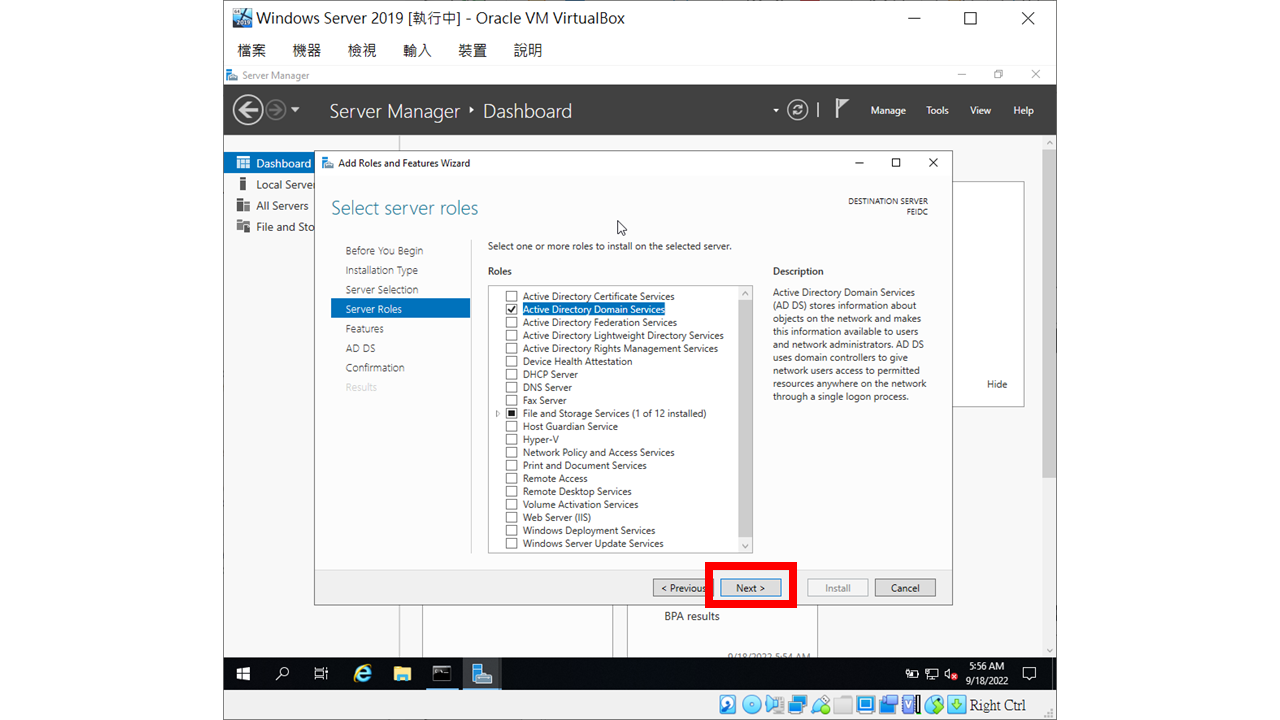 Windows Server 2019 [執行中] - Oracle VM VirtualBox
檔案 機器 檢視 輸入 裝置 說明
Server Manager
Server Manager Dashboard
Manage Tools View Help
Dashboard
Local Server
All Servers
File and Sto
Add Roles and Features Wizard
Select server roles
DESTINATION SERVER
FEIDC
Before You Begin
Installation Type
Server Selection
Server Roles
Features
AD DS
Confirmation
Results
Select one or more roles to install on the selected server.
Roles
Active Directory Certificate Services
Active Directory Domain Services
Active Directory Federation Services
Active Directory Lightweight Directory Services
Active Directory Rights Management Services
Device Health Attestation
DHCP Server
DNS Server
Fax Server
File and Storage Services (1 of 12 installed)
Host Guardian Service
Hyper-V
Network Policy and Access Services
Print and Document Services
Remote Access
Remote Desktop Services
Volume Activation Services
Web Server (IIS)
Windows Deployment Services
Windows Server Update Services
Description
Active Directory Domain Services
(AD DS) stores information about
objects on the network and makes
this information available to users
and network administrators. AD DS
uses domain controllers to give
network users access to permitted
resources anywhere on the network
through a single logon process.
Hide
< Previous Next > Install Cancel
BPA results
9/18/2022 5:54 AM
5:56 AM
9/18/2022
Right Ctrl